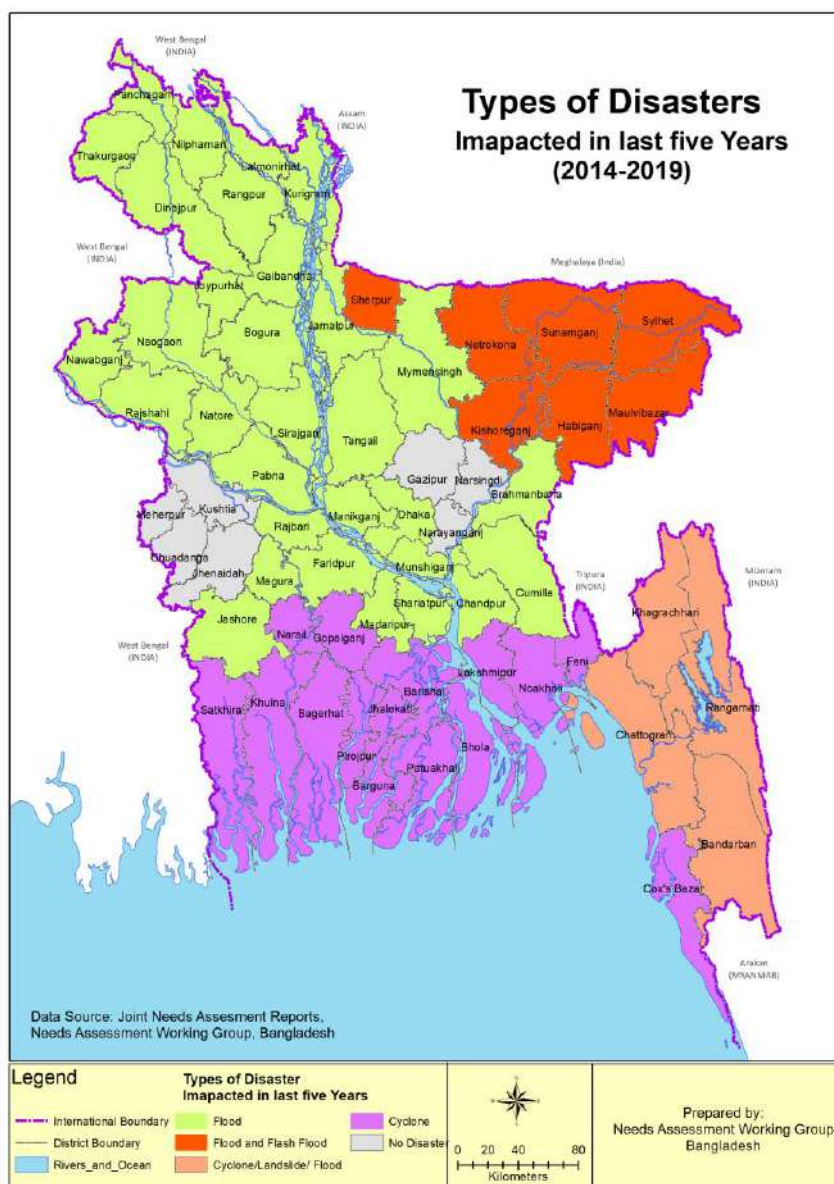 West Bengal
(INDIA)
Types of Disasters
Imapacted in last five Years
(2014-2019)
Assam
(INDIA)
Panchagarh
Nilphamari
Thakurgaon
Lalmonirhat
Rangpur
Kurigram
Dinajpur
West Bengal
(INDIA)
Meghalaya (India)
Gaibandha
Joypurhat
Sherpur
Jamalpur
Bogura
Naogaon
Netrokona
Sunamganj
Sylhet
Nawabganj
Mymensingh
Rajshahi
Natore
Sirajganj
Tangail
Kishoreganj
Habiganj
Maulvibazar
Pabna
Gazipur
Narsingdi
Brahmanbaria
Meherpur
Kushtia
Manikganj
Dhaka
Narayanganj
Rajbari
Chuadanga
Jhenaidah
Faridpur
Munshiganj
Magura
Shariatpur
Chandpur
Cumilla
Tripura
(INDIA)
Mizoram
(INDIA)
Jashore
Madaripur
Khagrachhari
West Bengal
(INDIA)
Narail
Gopalganj
Lakshmipur
Feni
Noakhali
Satkhira
Khulna
Bagerhat
Barishal
Jhalokati
Rangamati
Chattogram
Pirojpur
Bhola
Patuakhali
Barguna
Bandarban
Cox's Bazar
Arakan
(MYANMAR)
Data Source: Joint Needs Assesment Reports,
Needs Assessment Working Group, Bangladesh
Legend
Types of Disaster
Imapacted in last five Years
International Boundary
Flood
Cyclone
District Boundary
Flood and Flash Flood
No Disaster
Rivers_and_Ocean
Cyclone/Landslide/ Flood
0 20 40 60 80
Kilometers
Prepared by:
Needs Assessment Working Group
Bangladesh